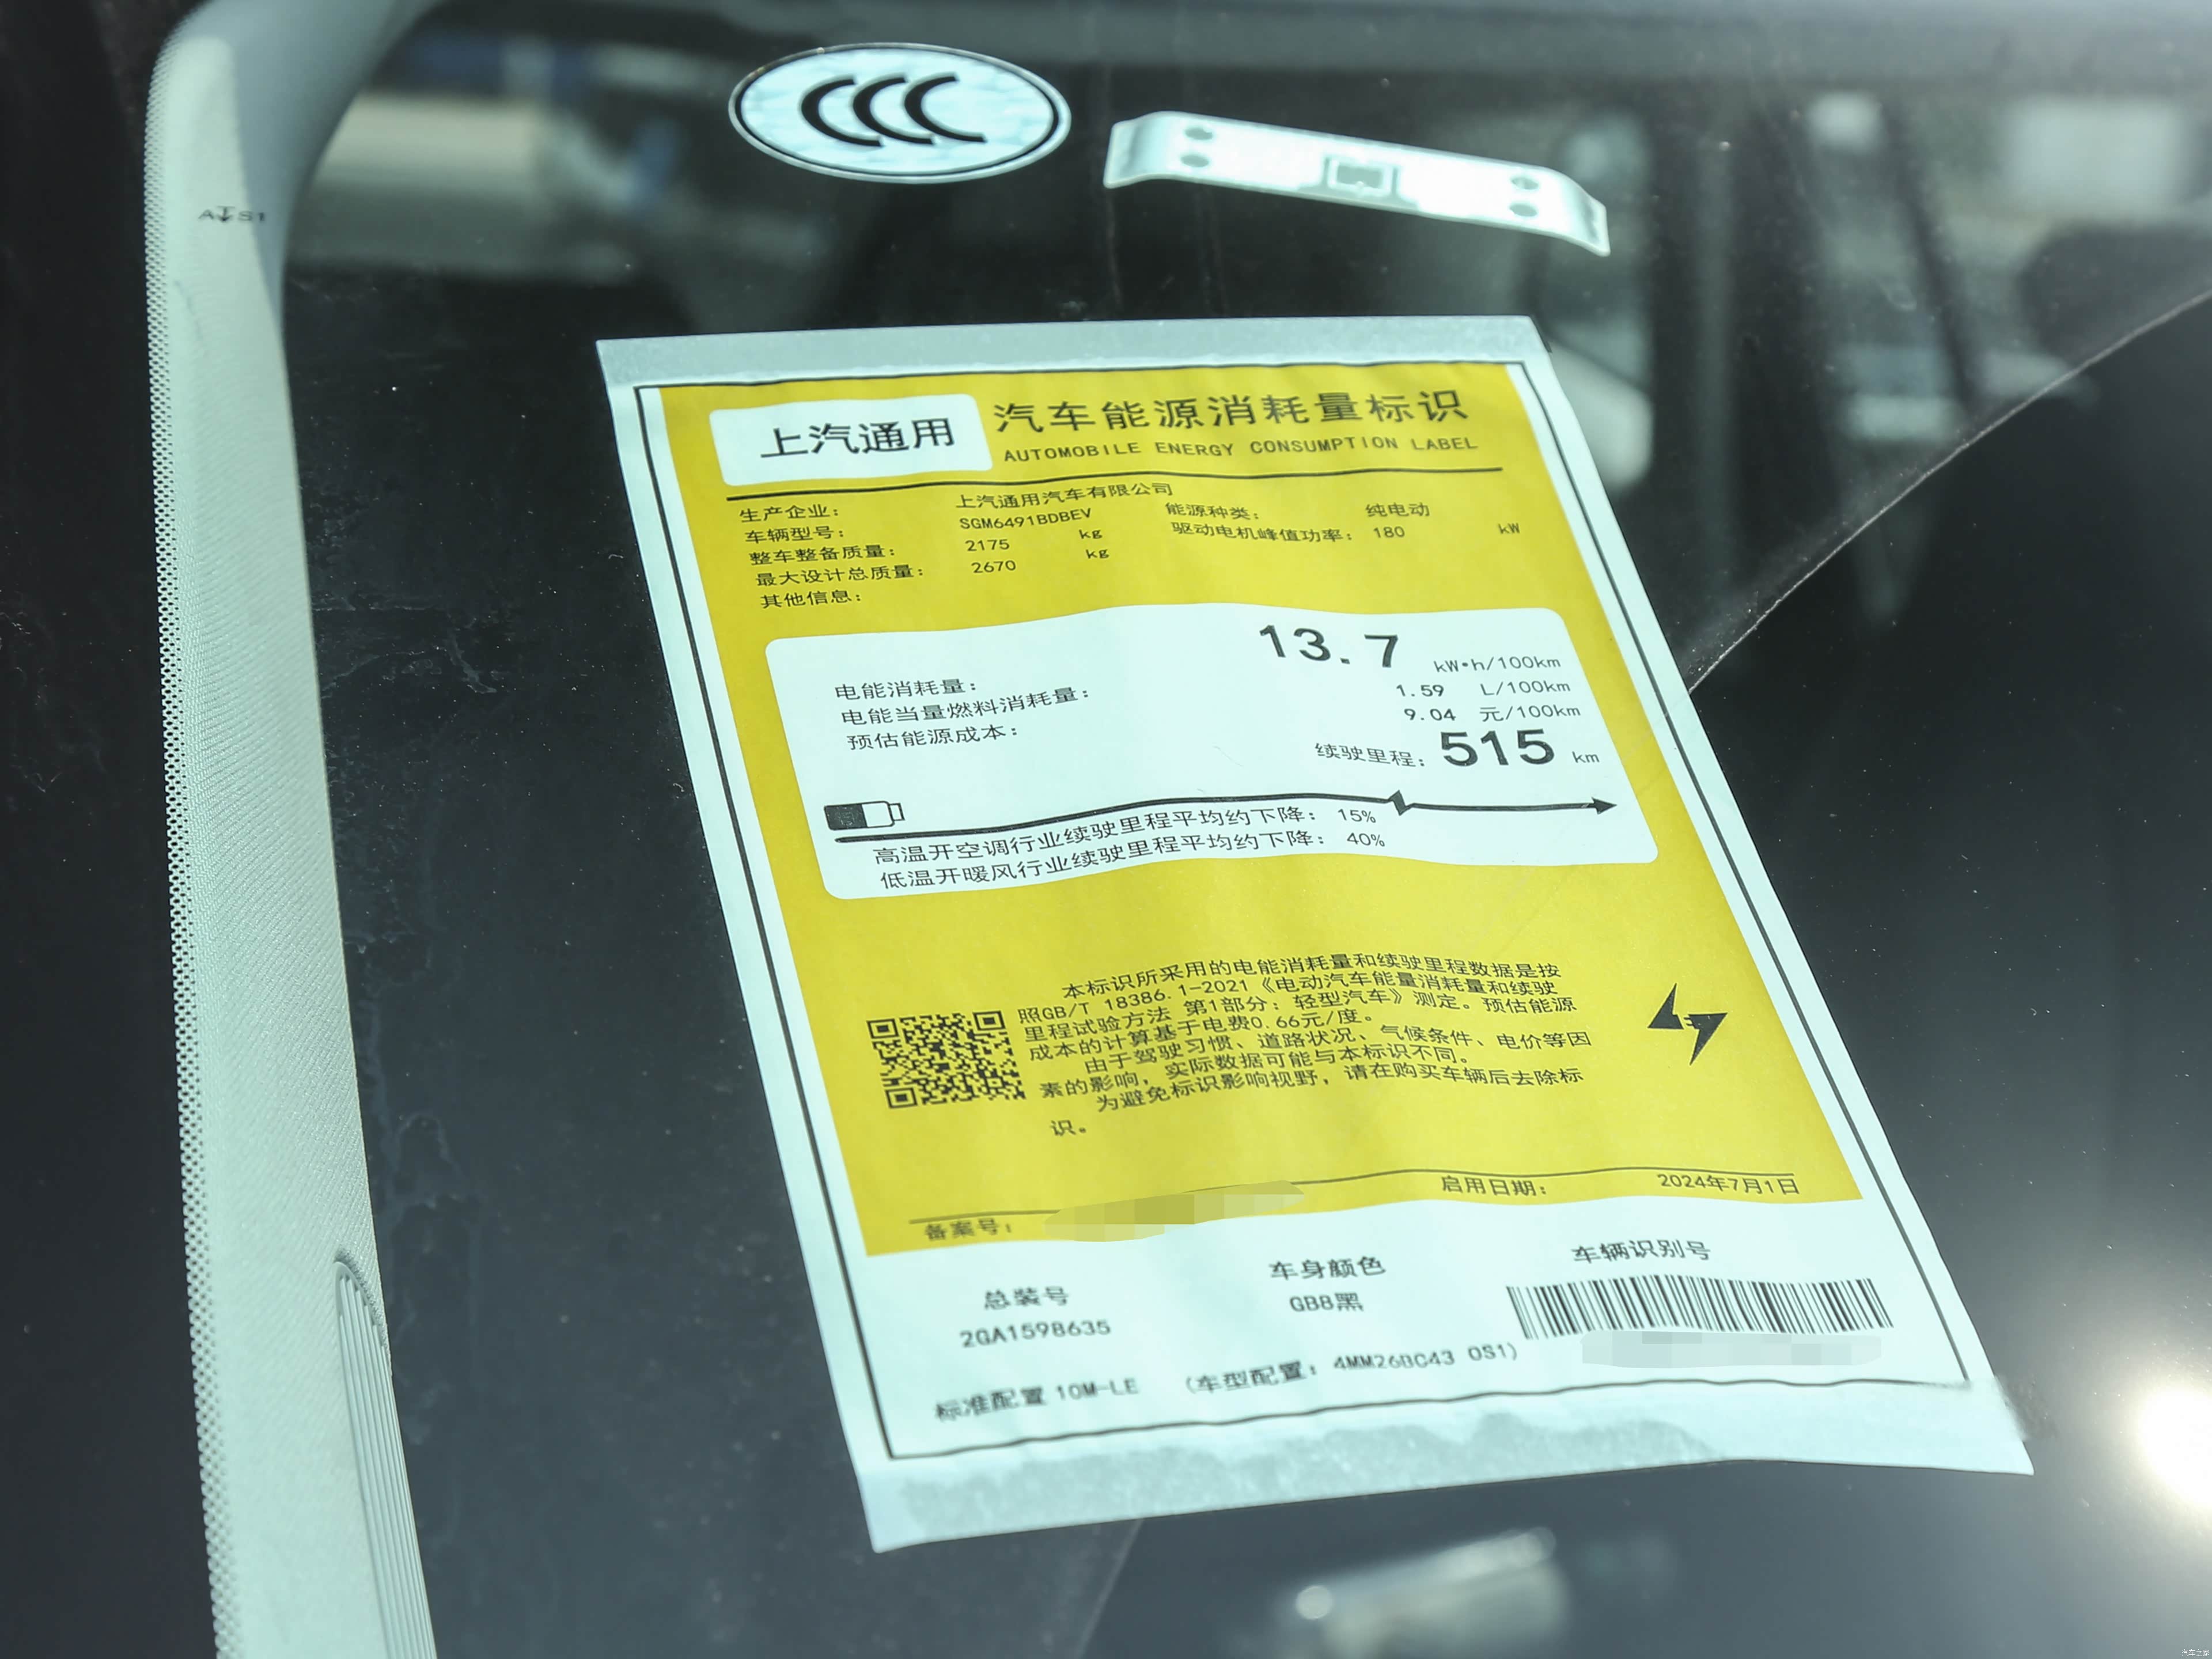 CCC
A↓S1
上汽通用
汽车能源消耗量标识
AUTOMOBILE ENERGY CONSUMPTION LABEL
生产企业: 上汽通用汽车有限公司
车辆型号: SGM6491BDBEV 能源种类: 纯电动
整车整备质量: 2175 kg 驱动电机峰值功率: 180 kW
最大设计总质量: 2670 kg
其他信息:
电能消耗量: 13.7 kW•h/100km
电能当量燃料消耗量: 1.59 L/100km
预估能源成本: 9.04 元/100km
续驶里程: 515 km
高温开空调行业续驶里程平均约下降: 15%
低温开暖风行业续驶里程平均约下降: 40%
本标识所采用的电能消耗量和续驶里程数据是按
照GB/T 18386.1-2021《电动汽车能量消耗量和续驶
里程试验方法 第1部分: 轻型汽车》测定。预估能源
成本的计算基于电费0.66元/度。
由于驾驶习惯、道路状况、气候条件、电价等因
素的影响, 实际数据可能与本标识不同。
为避免标识影响视野, 请在购买车辆后去除标
识。
备案号: 启用日期: 2024年7月1日
总装号 车身颜色 车辆识别号
2GA1598635 GB8黑
标准配置 10M-LE (车型配置: 4MM26BC43 OS1)
汽车之家